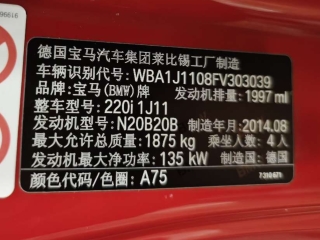 德国宝马汽车集团莱比锡工厂制造
车辆识别代号: WBA1J1108FV303039
品牌: 宝马(BMW)牌 发动机排量: 1997 ml
型号: 220i 1J11
发动机型号: N20B20B 制造年月: 2014.08
最大允许总质量: 1875 kg 乘坐人数: 4人
发动机最大净功率: 135 kW 制造国: 德国
颜色代码/色圈: A75
7210671